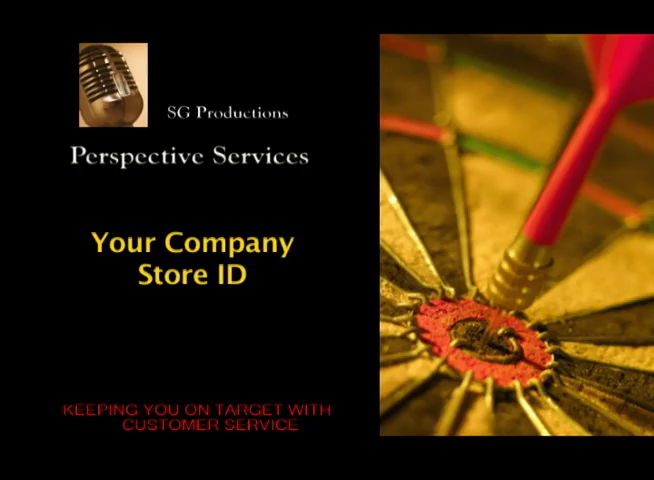 SG Productions
Perspective Services
Your Company
Store ID
KEEPING YOU ON TARGET WITH
CUSTOMER SERVICE